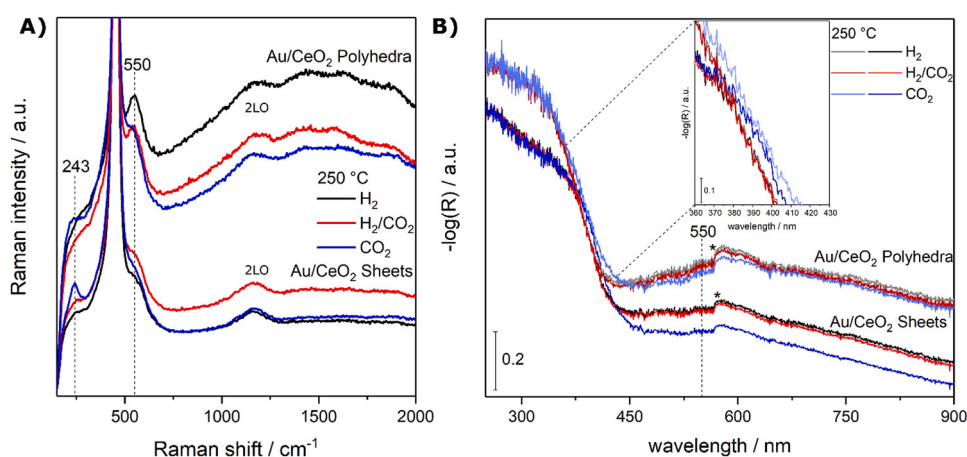 A)
Raman intensity / a.u.
550
243
Au/CeO₂ Polyhedra
2LO
250 °C
H₂
H₂/CO₂
CO₂
Au/CeO₂ Sheets
2LO
500
1000
1500
2000
Raman shift / cm⁻¹
B)
-log(R) / a.u.
0.2
-log(R) / a.u.
0.1
360 370 380 390 400 410 420 430
wavelength / nm
250 °C
H₂
H₂/CO₂
CO₂
550
*
Au/CeO₂ Polyhedra
*
Au/CeO₂ Sheets
300
450
600
750
900
wavelength / nm